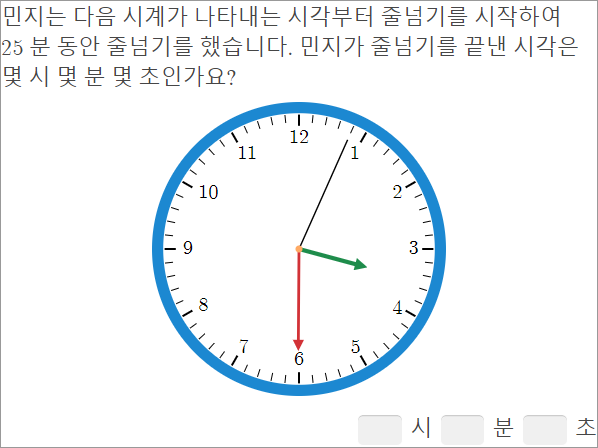 민지는 다음 시계가 나타내는 시각부터 줄넘기를 시작하여
25 분 동안 줄넘기를 했습니다. 민지가 줄넘기를 끝낸 시각은
몇 시 몇 분 몇 초인가요?
12
11 1
10 2
9 3
8 4
7 5
6
시 분 초